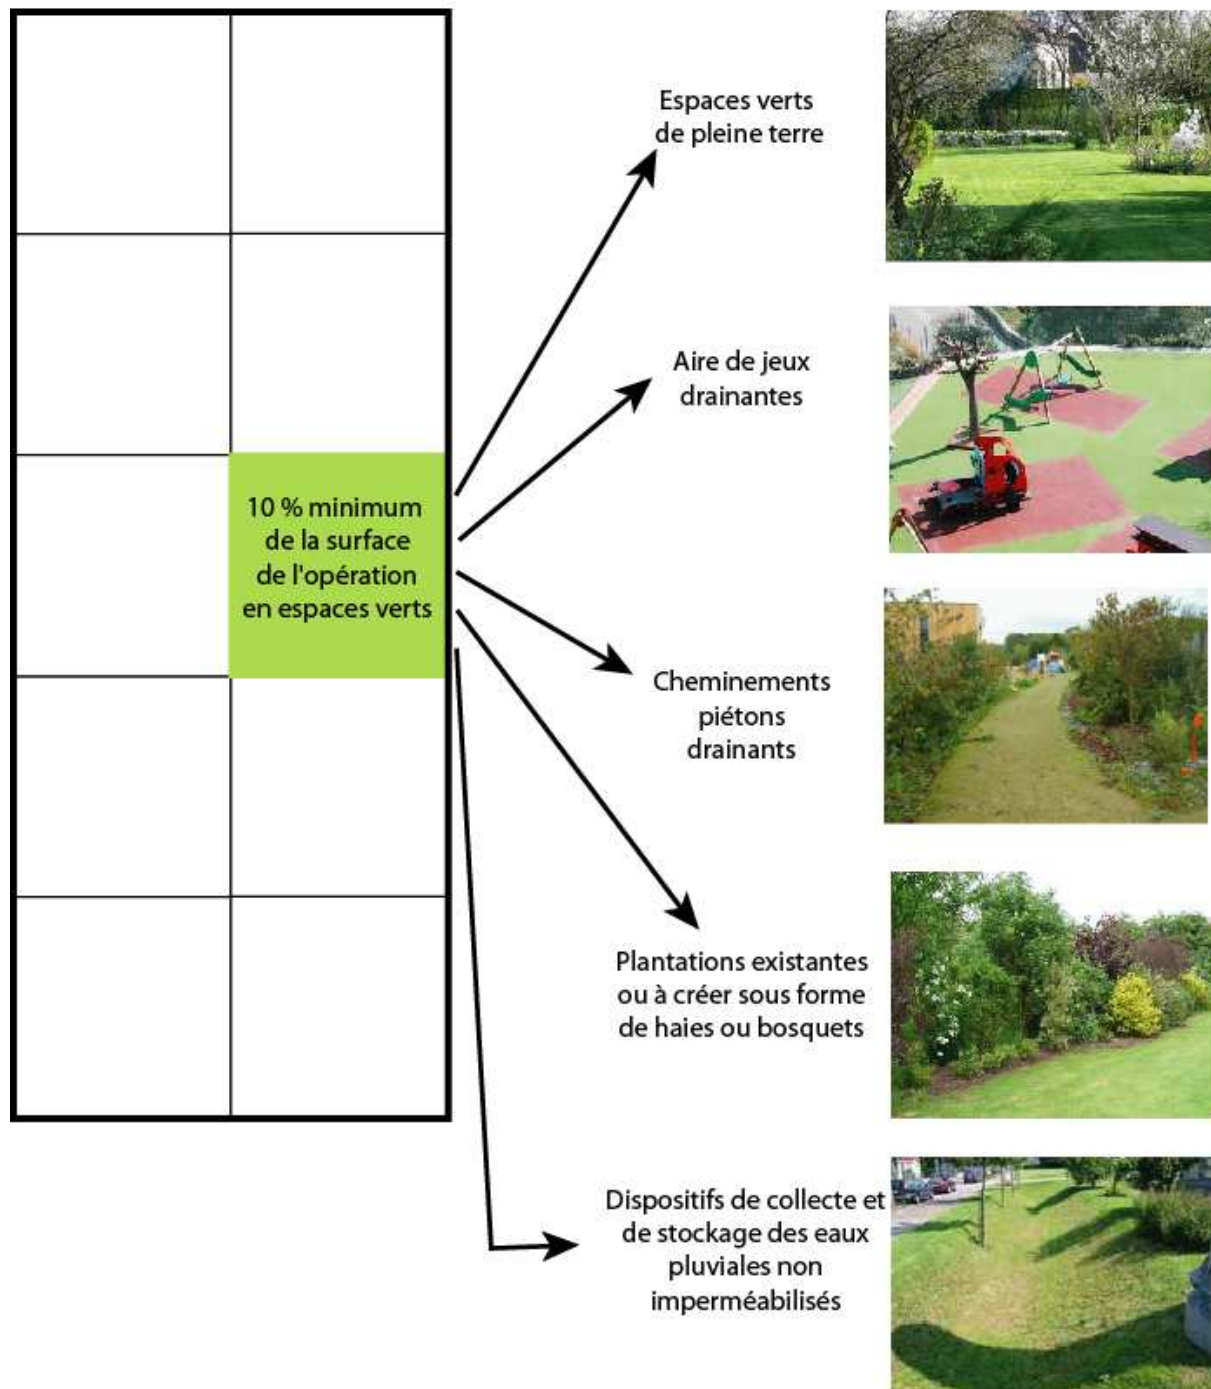 Espaces verts
de pleine terre
Aire de jeux
drainantes
10 % minimum
de la surface
de l'opération
en espaces verts
Cheminements
piétons
drainants
Plantations existantes
ou à créer sous forme
de haies ou bosquets
Dispositifs de collecte et
de stockage des eaux
pluviales non
imperméabilisés